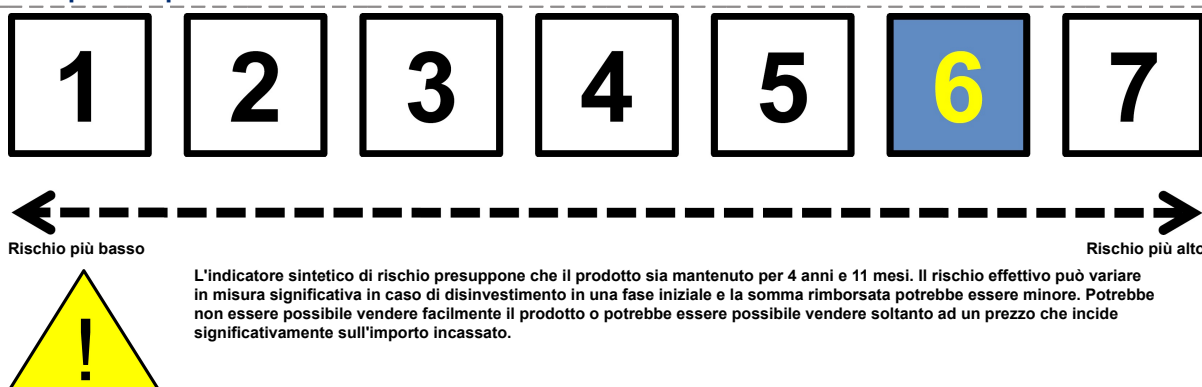 1 2 3 4 5 6 7
Rischio più basso Rischio più alto
L'indicatore sintetico di rischio presuppone che il prodotto sia mantenuto per 4 anni e 11 mesi. Il rischio effettivo può variare
in misura significativa in caso di disinvestimento in una fase iniziale e la somma rimborsata potrebbe essere minore. Potrebbe
non essere possibile vendere facilmente il prodotto o potrebbe essere possibile vendere soltanto ad un prezzo che incide
significativamente sull'importo incassato.
!